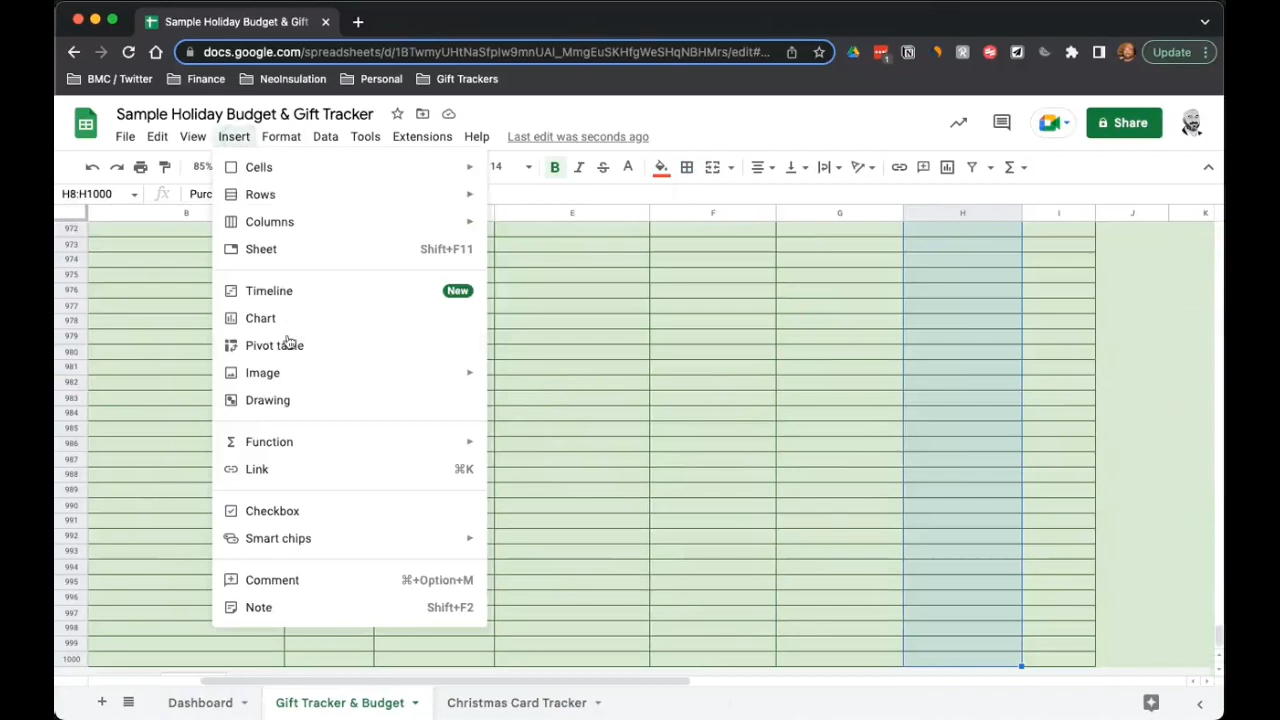 Sample Holiday Budget & Gift
docs.google.com/spreadsheets/d/1BTwmyUHtNaSfpIw9mnUAI_MmgEuSKHfgWeSHqNBHMrs/edit#...
1
Update
BMC / Twitter
Finance
NeoInsulation
Personal
Gift Trackers
Sample Holiday Budget & Gift Tracker
File Edit View Insert Format Data Tools Extensions Help Last edit was seconds ago
Share
85%
14
B I S A
H8:H1000
fx
Purc
B E F G H I J K
Cells
Rows
Columns
Sheet Shift+F11
Timeline New
Chart
Pivot table
Image
Drawing
Function
Link ⌘K
Checkbox
Smart chips
Comment ⌘+Option+M
Note Shift+F2
972
973
974
975
976
977
978
979
980
981
982
983
984
985
986
987
988
989
990
991
992
993
994
995
996
997
998
999
1000
Dashboard
Gift Tracker & Budget
Christmas Card Tracker